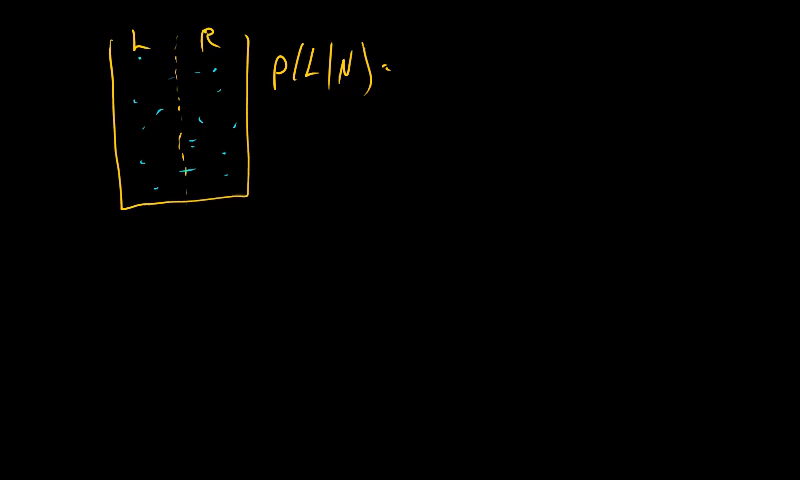 L R
P(L|N) =